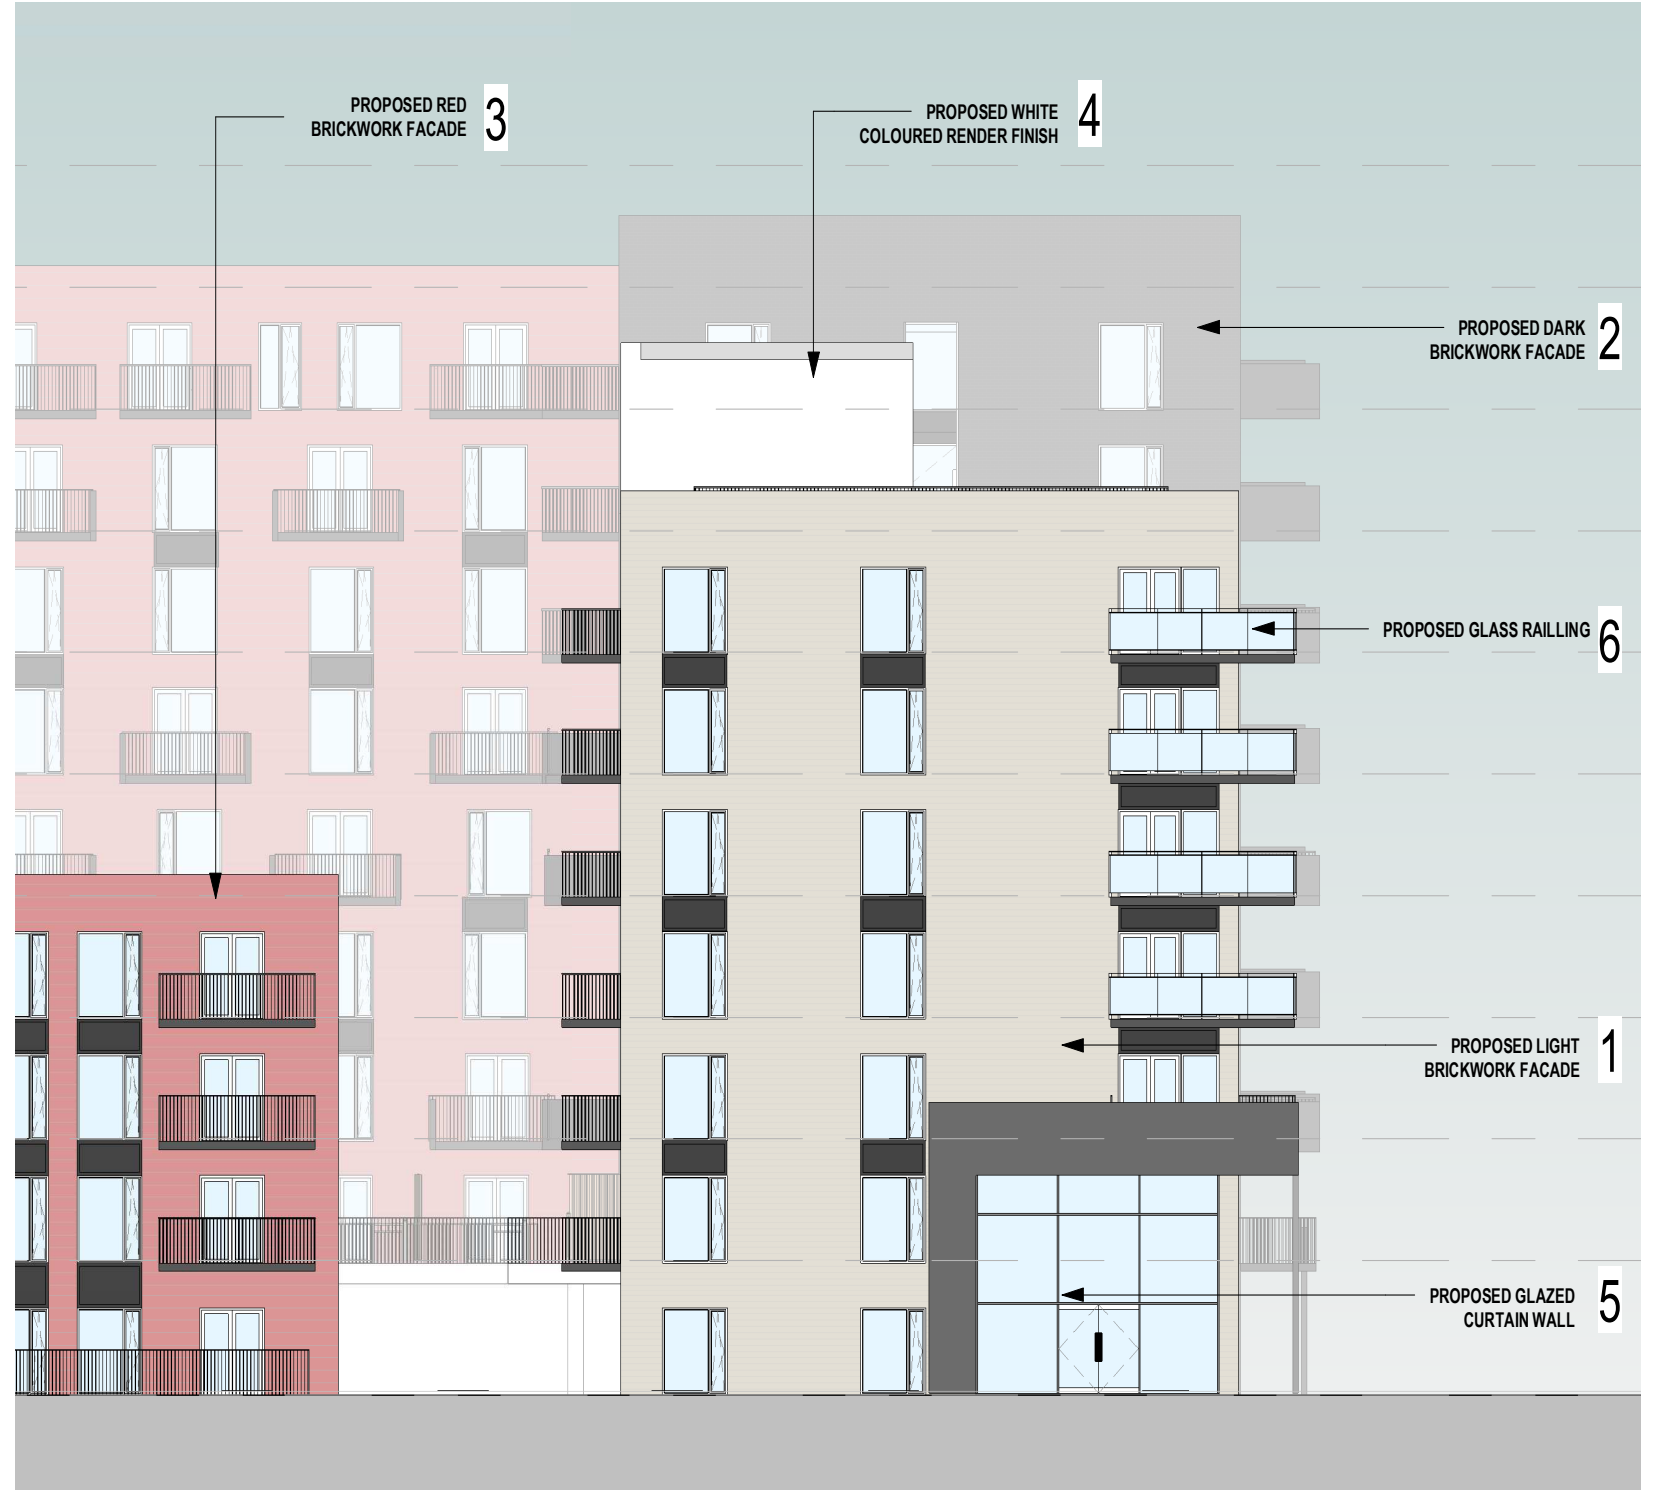 PROPOSED RED
BRICKWORK FACADE
3
PROPOSED WHITE
COLOURED RENDER FINISH
4
PROPOSED DARK
BRICKWORK FACADE
2
PROPOSED GLASS RAILLING
6
PROPOSED LIGHT
BRICKWORK FACADE
1
PROPOSED GLAZED
CURTAIN WALL
5